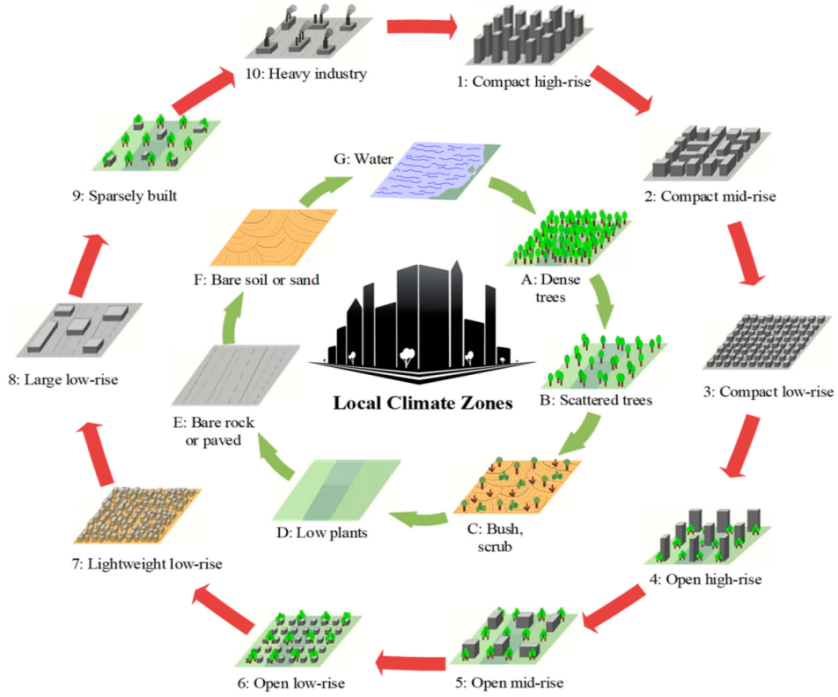 10: Heavy industry
1: Compact high-rise
2: Compact mid-rise
3: Compact low-rise
4: Open high-rise
5: Open mid-rise
6: Open low-rise
7: Lightweight low-rise
8: Large low-rise
9: Sparsely built
G: Water
A: Dense
trees
B: Scattered trees
C: Bush,
scrub
D: Low plants
E: Bare rock
or paved
F: Bare soil or sand
Local Climate Zones